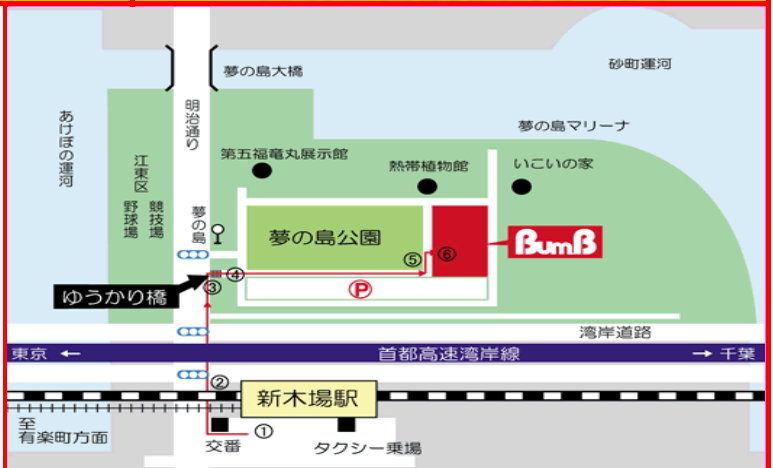 夢の島大橋
砂町運河
あけぼの運河
明治通り
夢の島マリーナ
江東区
野球場
競技場
第五福竜丸展示館
熱帯植物館
いこいの家
夢の島
夢の島公園
BumB
⑤
⑥
④
③
P
ゆうかり橋
湾岸道路
東京 ←
首都高速湾岸線
→ 千葉
②
新木場駅
至
有楽町方面
①
交番
タクシー乗場